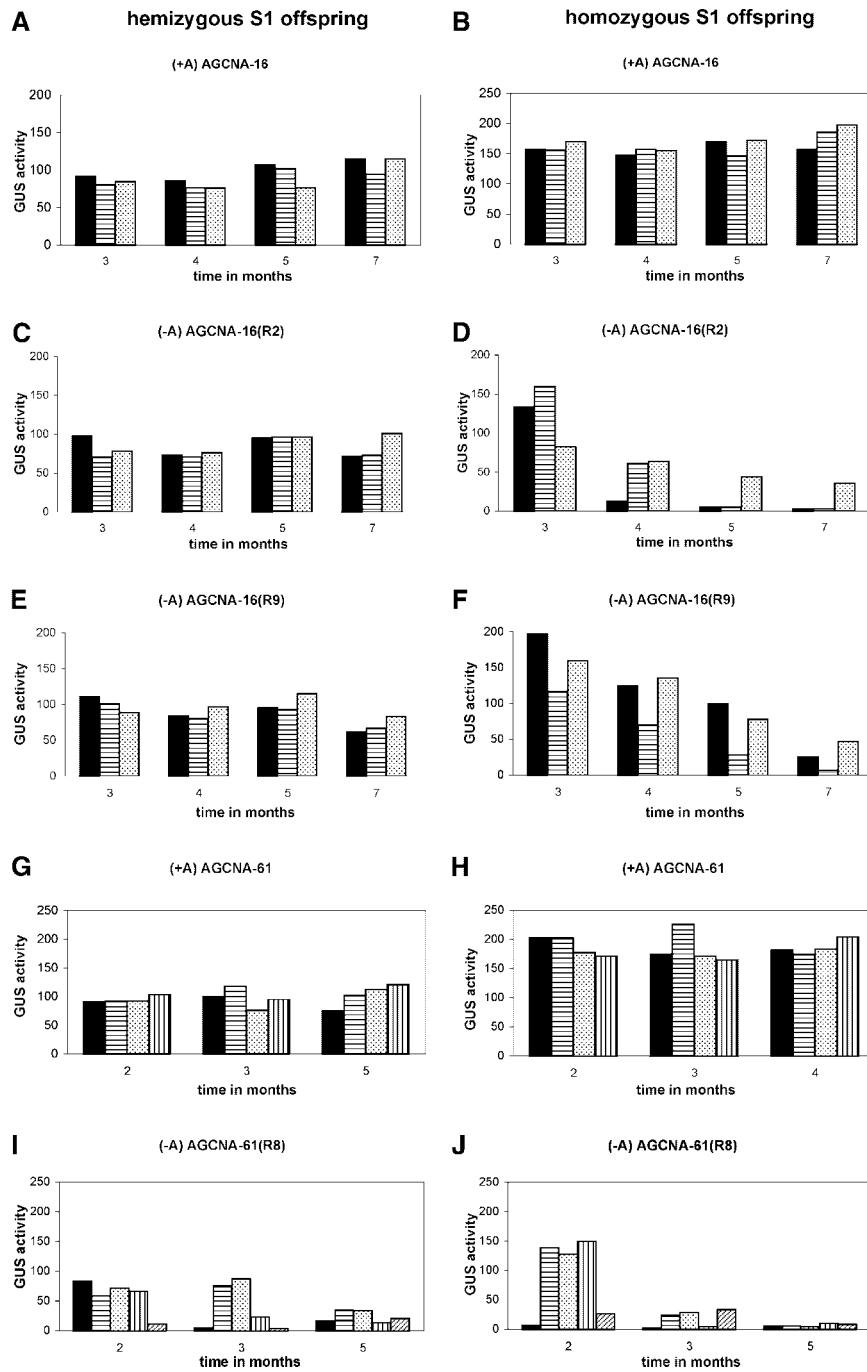 hemizygous S1 offspring
homozygous S1 offspring
A
(+A) AGCNA-16
GUS activity
200
150
100
50
0
3 4 5 7
time in months
B
(+A) AGCNA-16
GUS activity
250
200
150
100
50
0
3 4 5 7
time in months
C
(-A) AGCNA-16(R2)
GUS activity
200
150
100
50
0
3 4 5 7
time in months
D
(-A) AGCNA-16(R2)
GUS activity
200
150
100
50
0
3 4 5 7
time in months
E
(-A) AGCNA-16(R9)
GUS activity
200
150
100
50
0
3 4 5 7
time in months
F
(-A) AGCNA-16(R9)
GUS activity
200
150
100
50
0
3 4 5 7
time in months
G
(+A) AGCNA-61
GUS activity
250
200
150
100
50
0
2 3 5
time in months
H
(+A) AGCNA-61
GUS activity
250
200
150
100
50
0
2 3 4
time in months
I
(-A) AGCNA-61(R8)
GUS activity
250
200
150
100
50
0
2 3 5
time in months
J
(-A) AGCNA-61(R8)
GUS activity
250
200
150
100
50
0
2 3 5
time in months